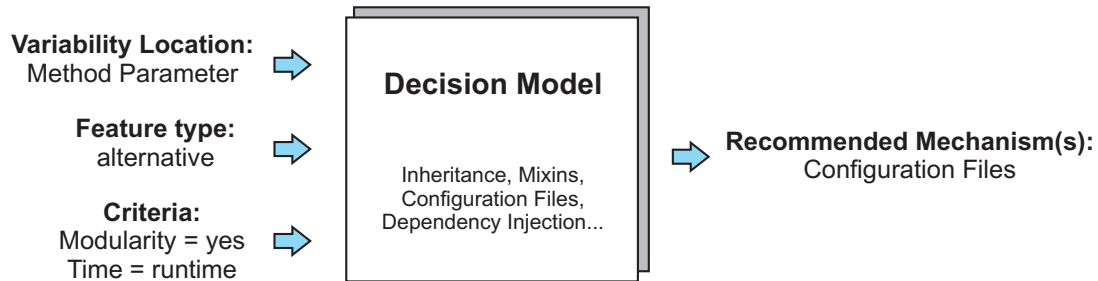 Variability Location:
Method Parameter
Feature type:
alternative
Criteria:
Modularity = yes
Time = runtime
Decision Model
Inheritance, Mixins,
Configuration Files,
Dependency Injection...
Recommended Mechanism(s):
Configuration Files